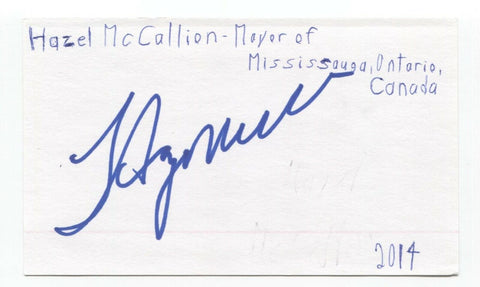 Hazel McCallion-Mayor of
Mississauga, Ontario,
Canada
2014